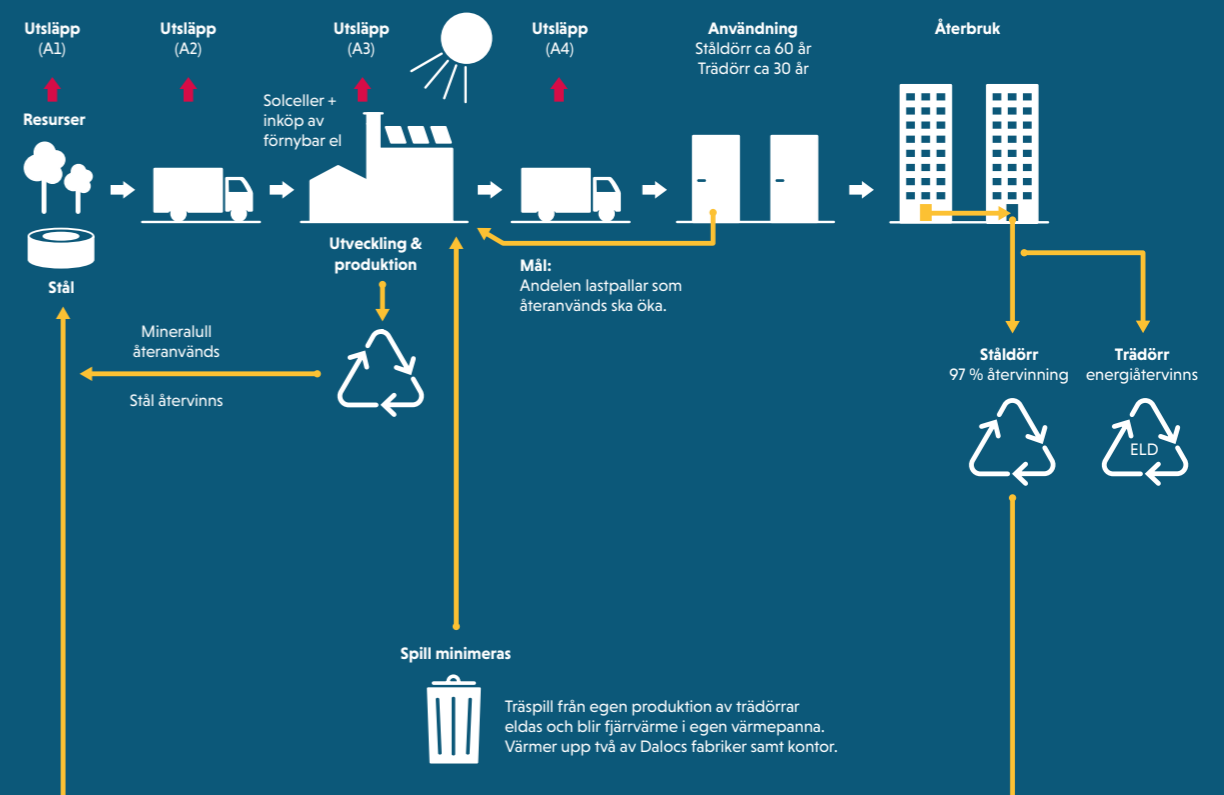 Utsläpp
(A1)
Utsläpp
(A2)
Utsläpp
(A3)
Utsläpp
(A4)
Användning
Ståldörr ca 60 år
Trädörr ca 30 år
Återbruk
Resurser
Solceller +
inköp av
förnybar el
Stål
Utveckling &
produktion
Mål:
Andelen lastpallar som
återanvänds ska öka.
Mineralull
återanvänds
Stål återvinns
Ståldörr
97 % återvinning
Trädörr
energiåtervinns
ELD
Spill minimeras
Träspill från egen produktion av trädörrar
eldas och blir fjärrvärme i egen värmepanna.
Värmer upp två av Dalocs fabriker samt kontor.